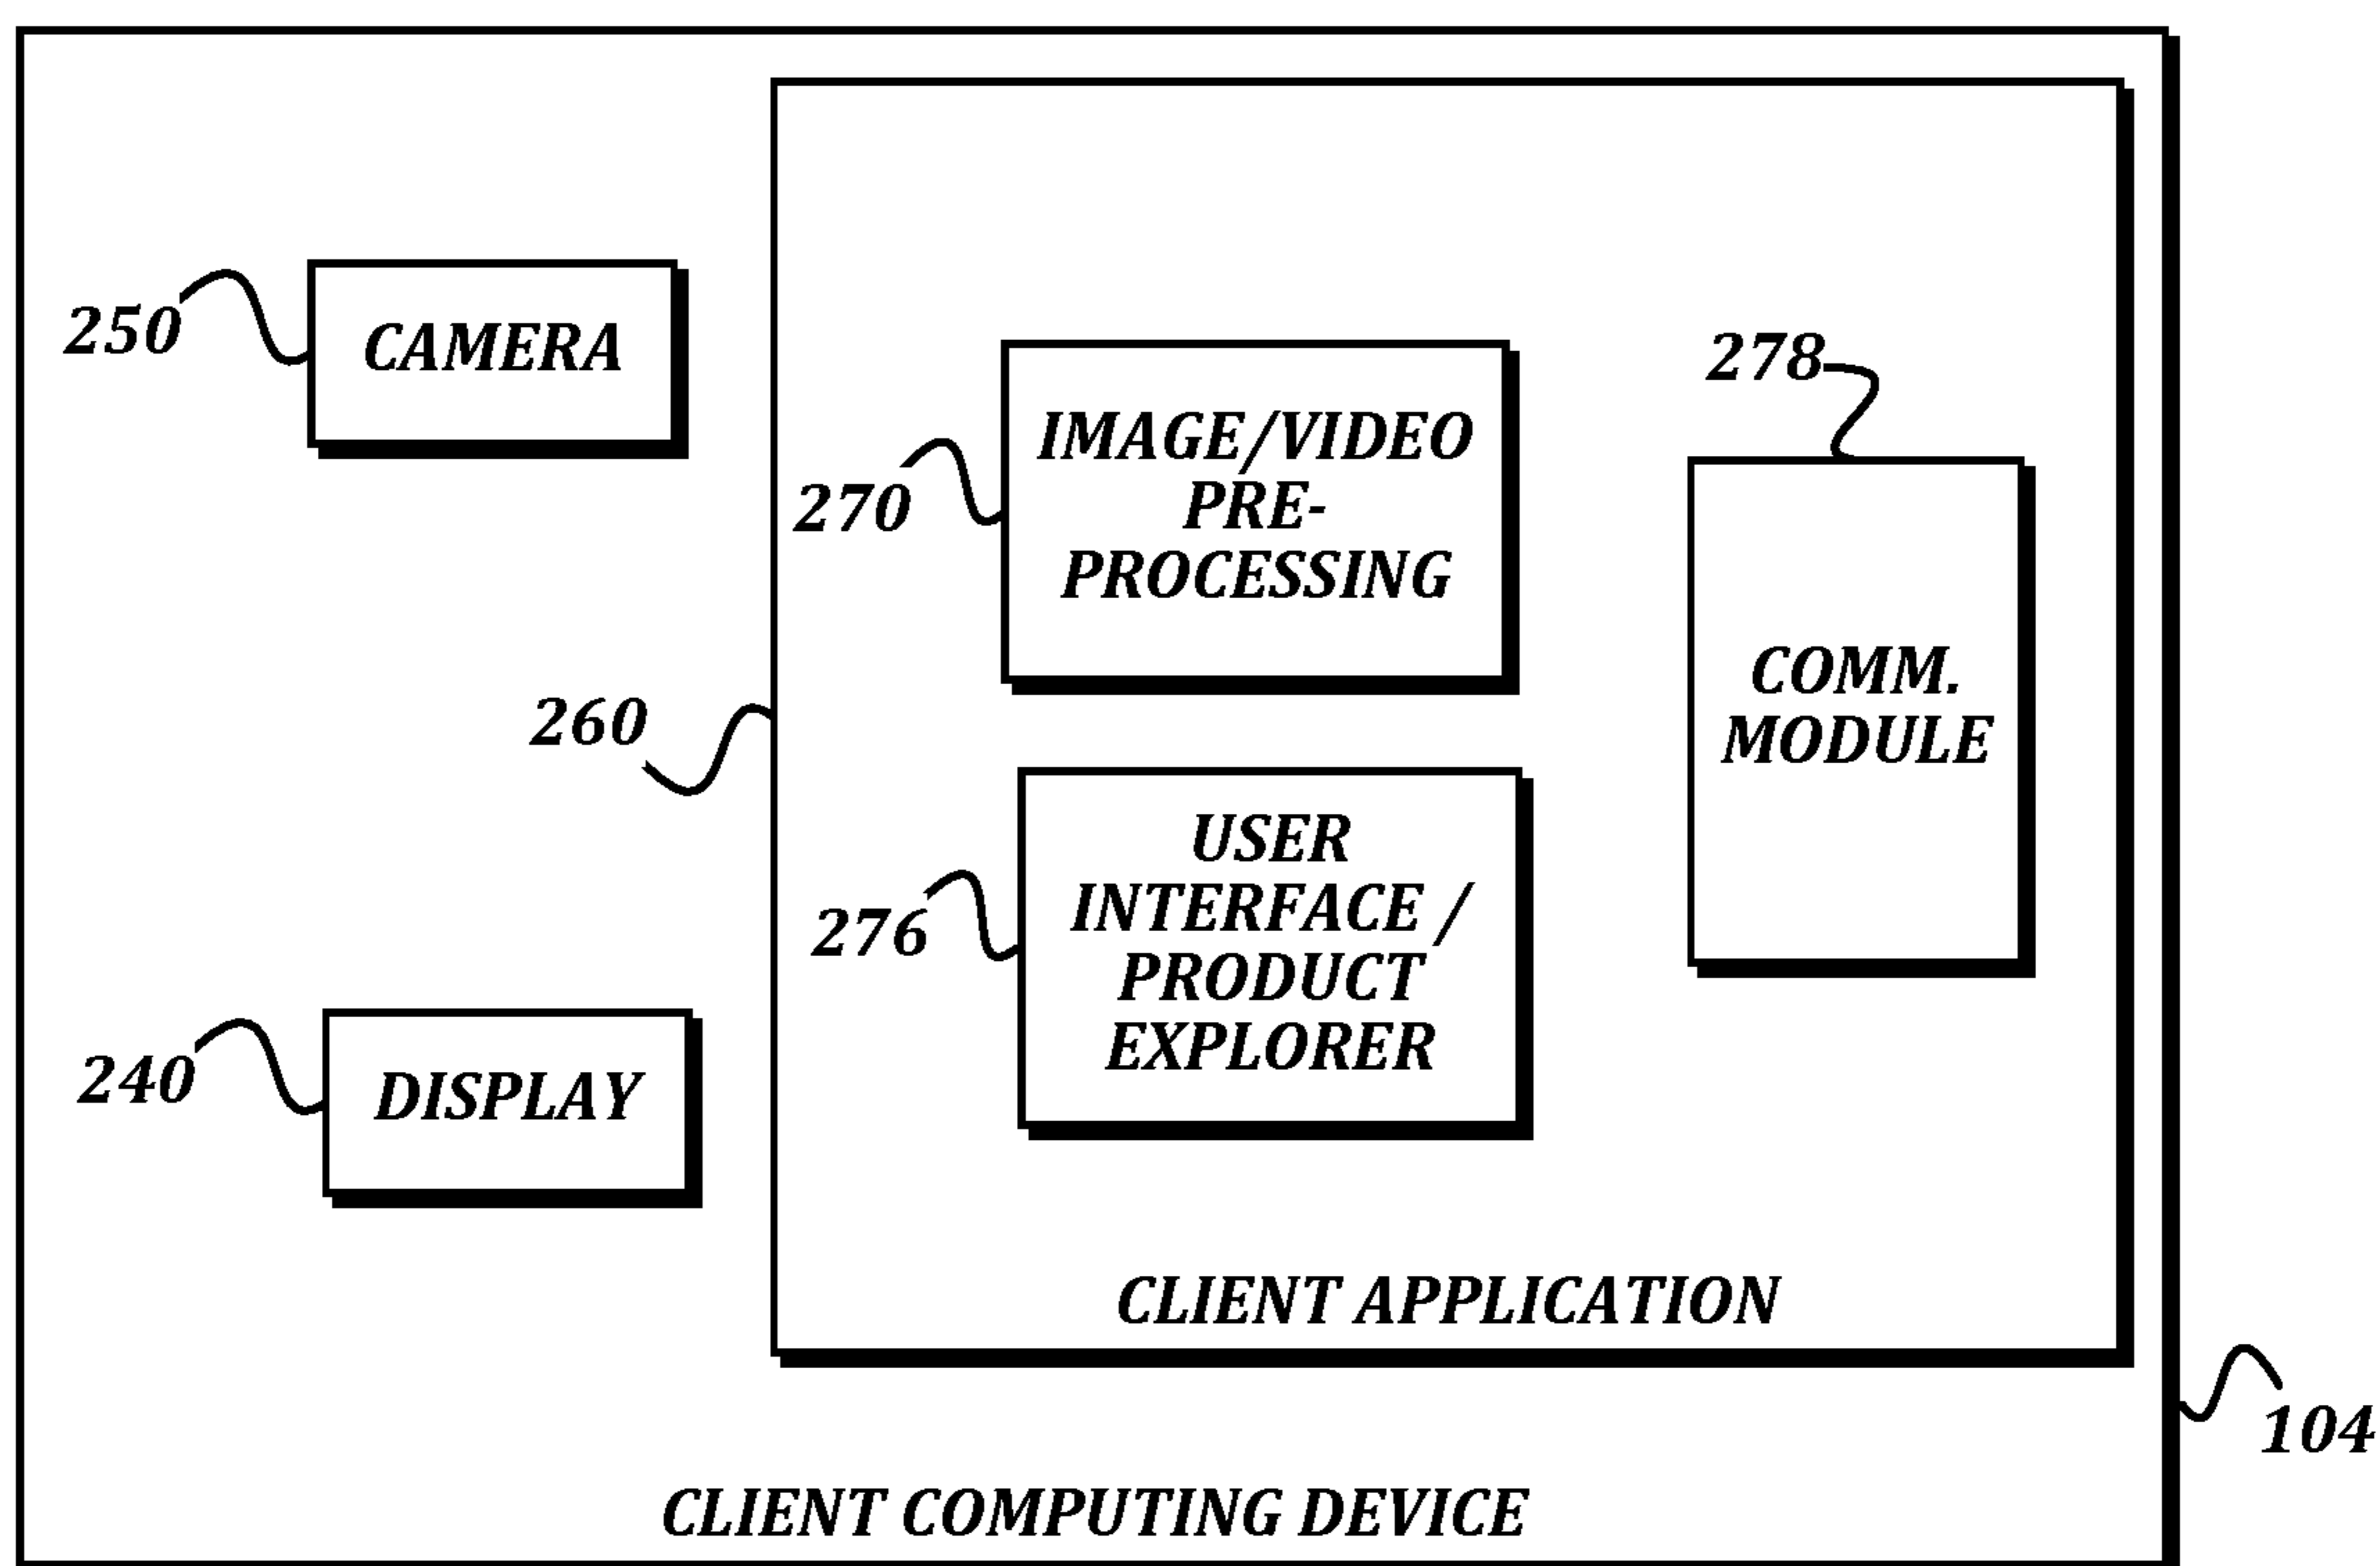 250
CAMERA
270
IMAGE/VIDEO
PRE-
PROCESSING
278
COMM.
MODULE
260
276
USER
INTERFACE /
PRODUCT
EXPLORER
240
DISPLAY
CLIENT APPLICATION
104
CLIENT COMPUTING DEVICE